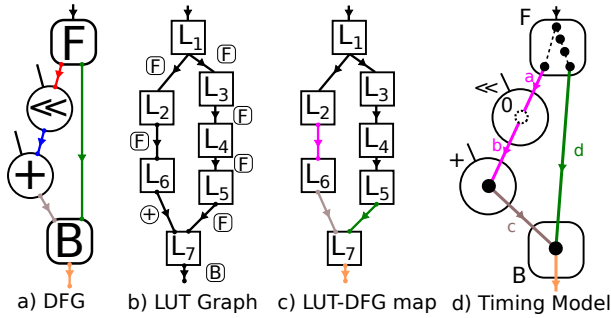 F
≪
+
B
a) DFG
L1
F
F
L2
L3
F
F
L4
F
L6
L5
+
F
L7
B
b) LUT Graph
L1
L2
L3
L4
L6
L5
L7
c) LUT-DFG map
F
a
≪
0
b
d
+
c
B
d) Timing Model